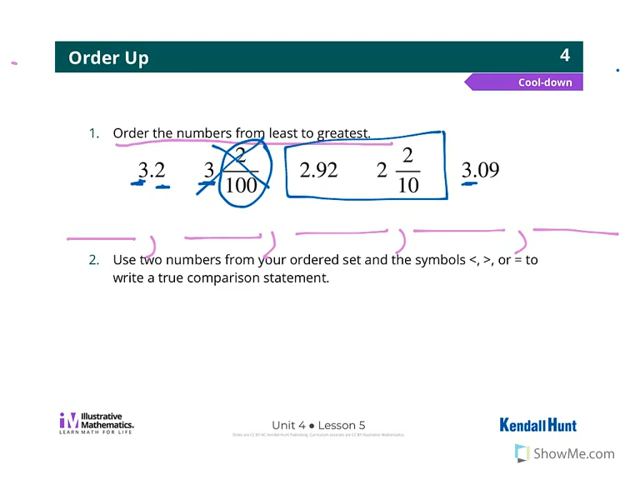 Order Up 4
Cool-down
1. Order the numbers from least to greatest.
3.2 3 2/100 2.92 2 2/10 3.09
2. Use two numbers from your ordered set and the symbols <, >, or = to
write a true comparison statement.
iM Illustrative
Mathematics.
LEARN MATH FOR LIFE
Unit 4 • Lesson 5
Kendall Hunt
ShowMe.com